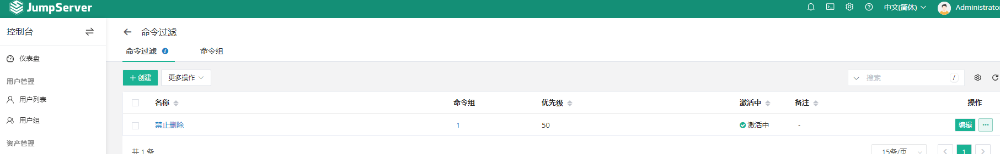 JumpServer
中文(简体)
Administrator
控制台
命令过滤
命令过滤
命令组
仪表盘
用户管理
用户列表
用户组
资产管理
创建
更多操作
搜索
/
名称
命令组
优先级
激活中
备注
操作
禁止删除
1
50
激活中
-
编辑
共 1 条
15条/页
1